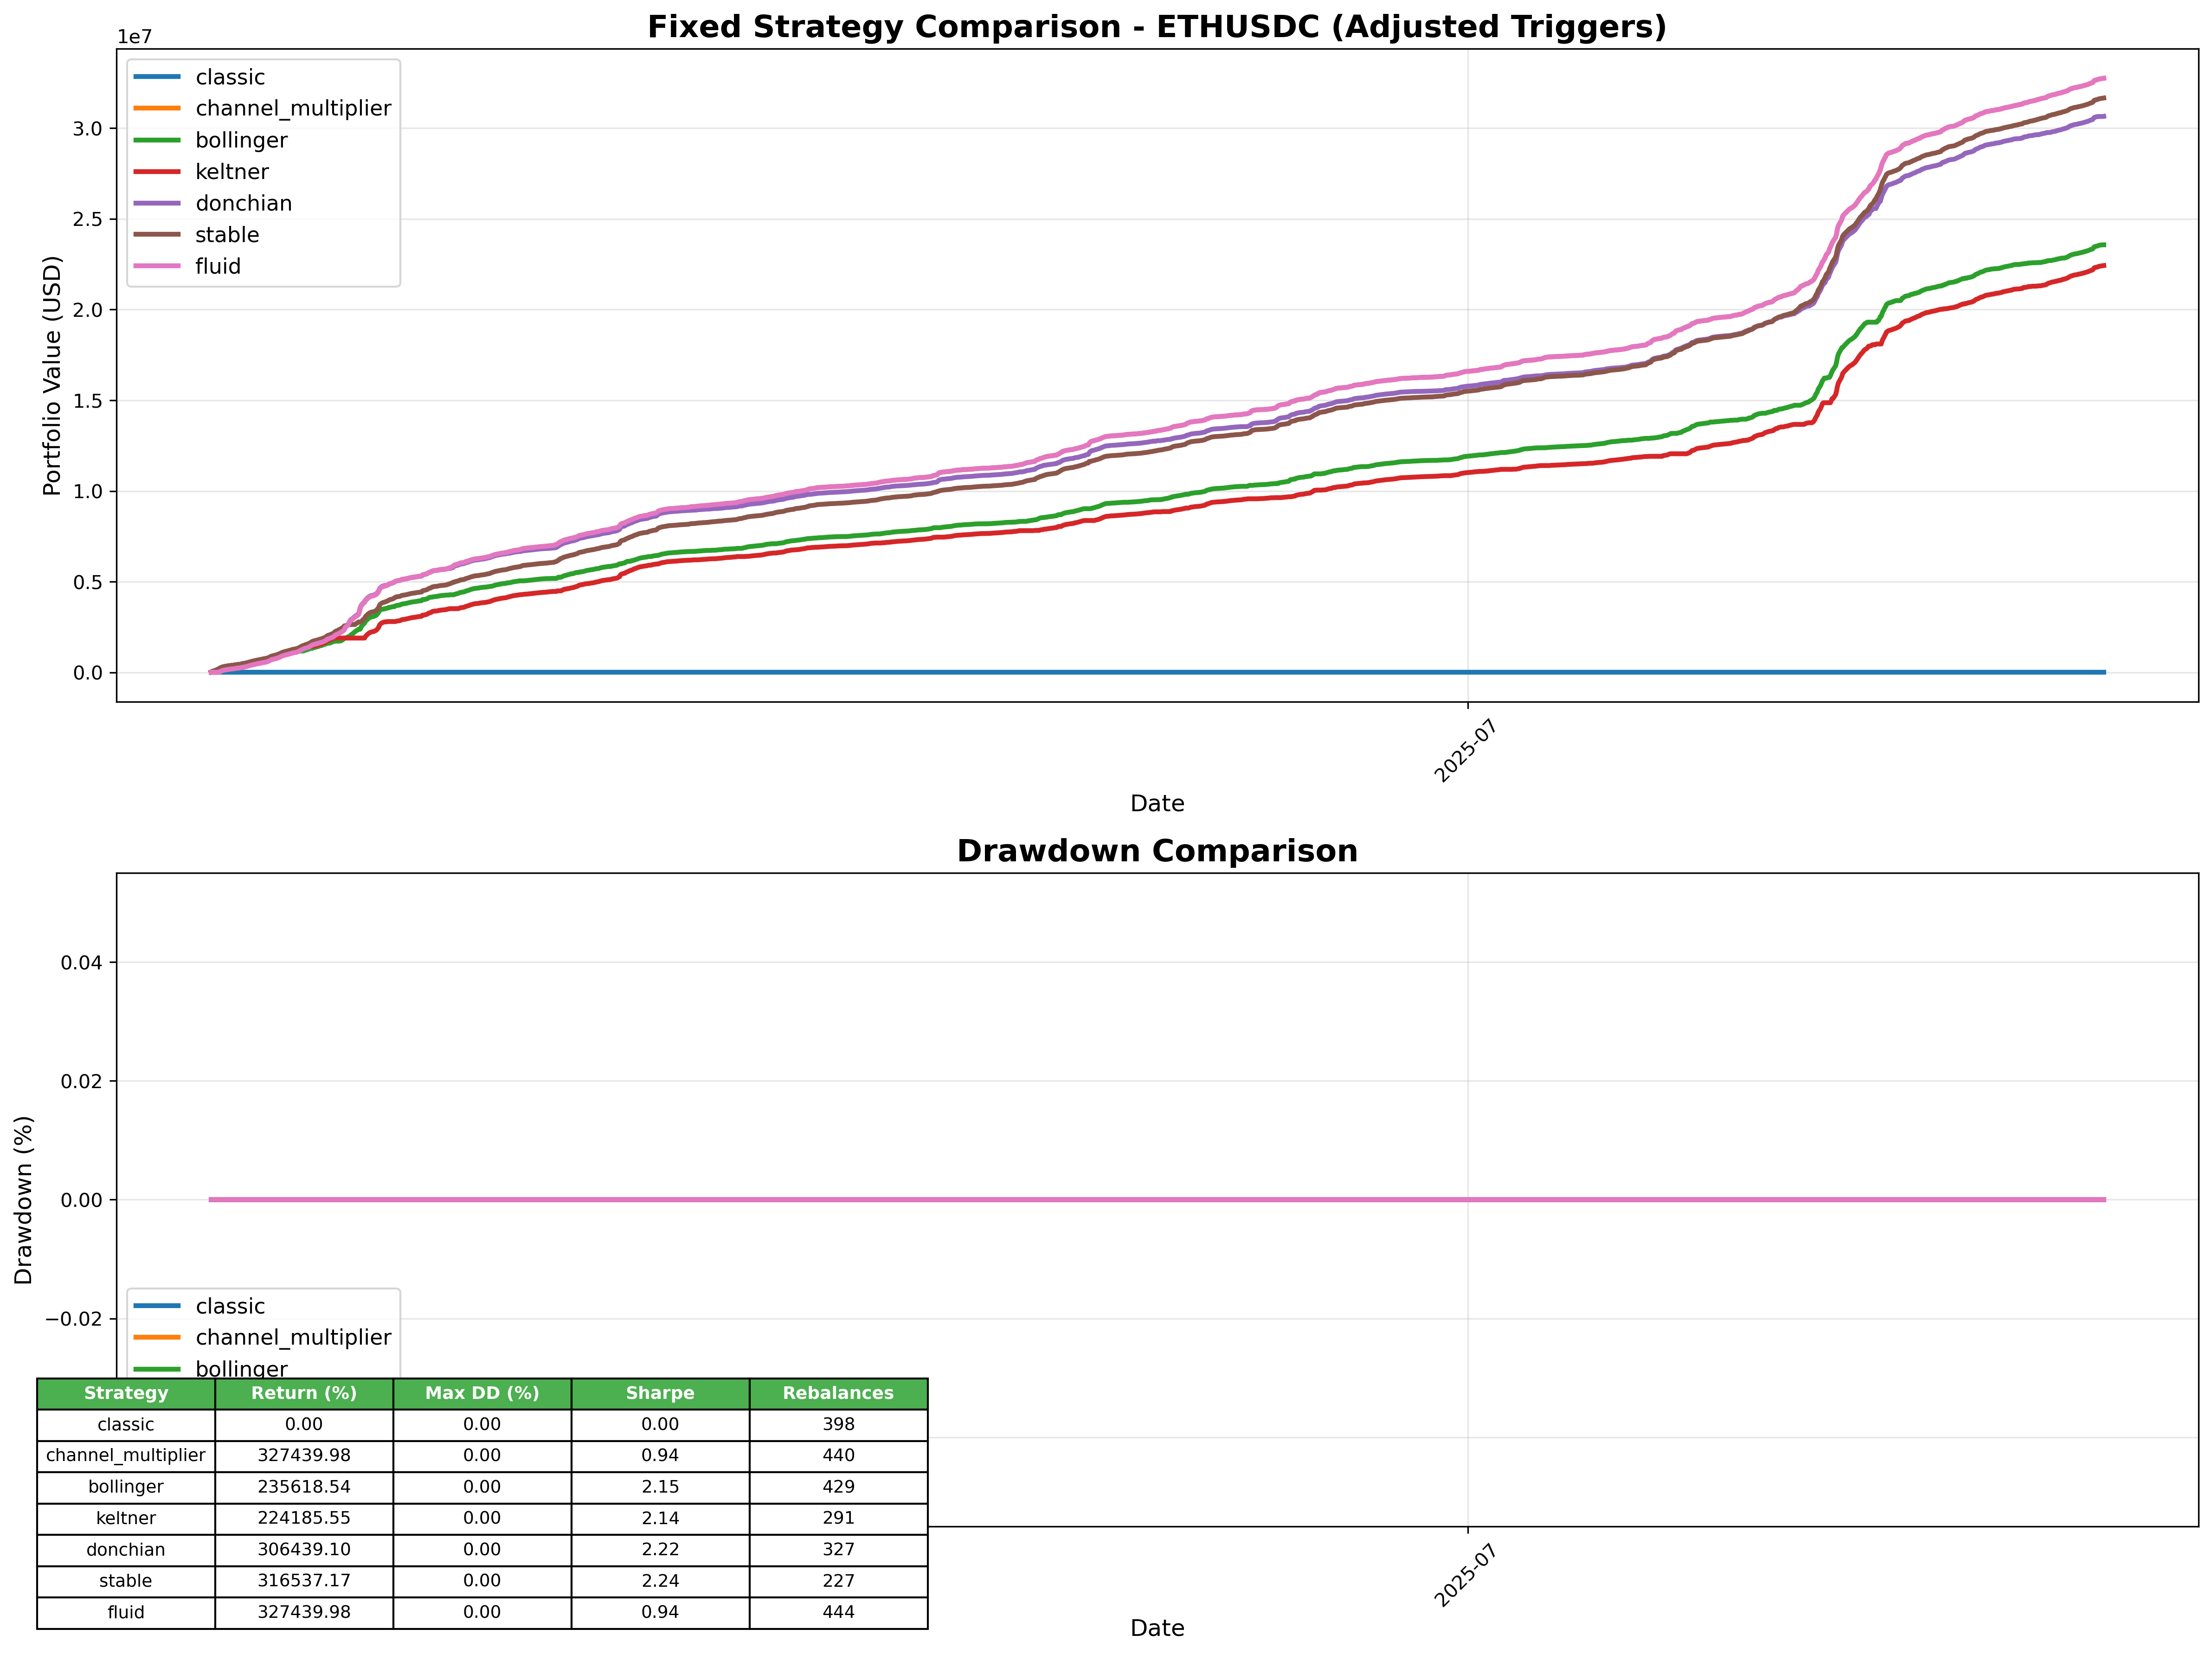 Fixed Strategy Comparison - ETHUSDC (Adjusted Triggers)
1e7
classic
channel_multiplier
bollinger
keltner
donchian
stable
fluid
3.0
2.5
2.0
1.5
1.0
0.5
0.0
Portfolio Value (USD)
2025-07
Date
Drawdown Comparison
0.04
0.02
0.00
−0.02
Drawdown (%)
classic
channel_multiplier
bollinger
Strategy Return (%) Max DD (%) Sharpe Rebalances
classic 0.00 0.00 0.00 398
channel_multiplier 327439.98 0.00 0.94 440
bollinger 235618.54 0.00 2.15 429
keltner 224185.55 0.00 2.14 291
donchian 306439.10 0.00 2.22 327
stable 316537.17 0.00 2.24 227
fluid 327439.98 0.00 0.94 444
2025-07
Date